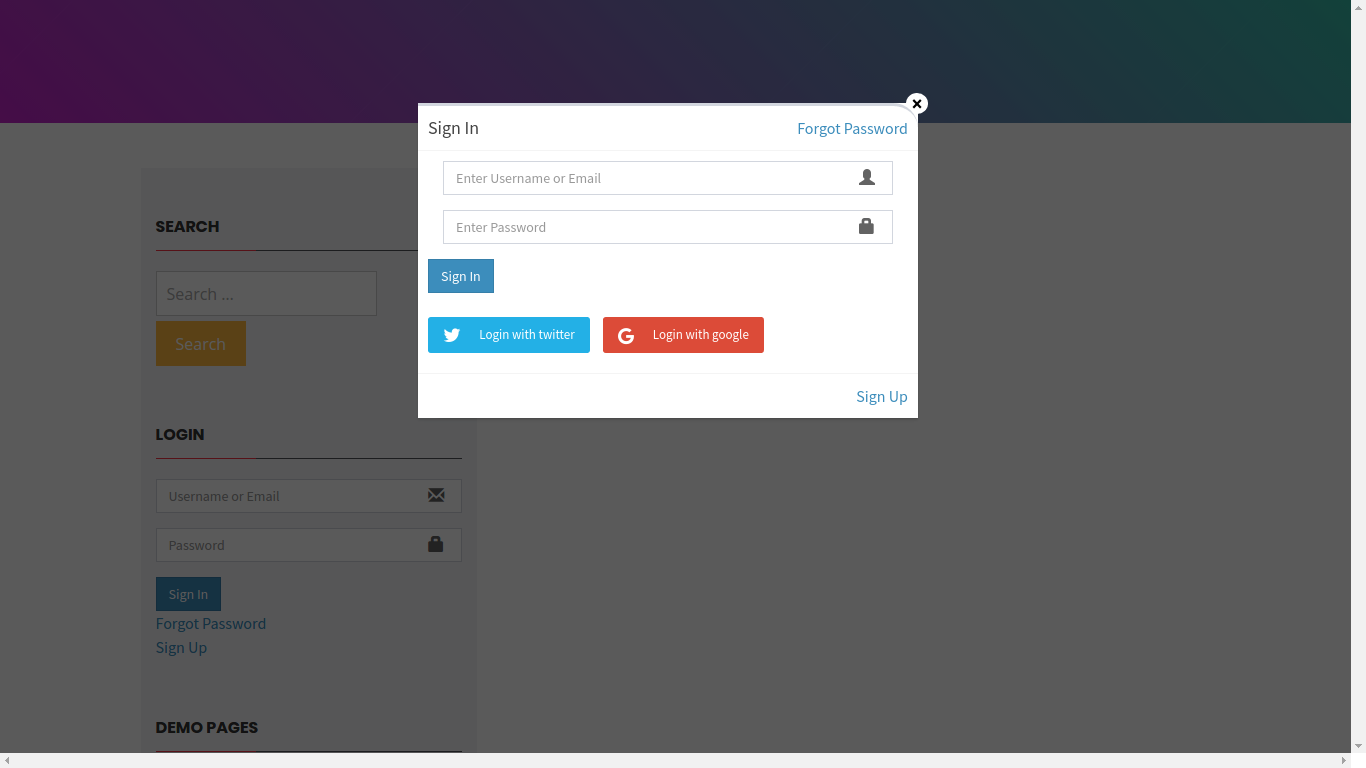 Sign In
Forgot Password
Enter Username or Email
Enter Password
Sign In
Login with twitter
Login with google
Sign Up
SEARCH
Search ...
Search
LOGIN
Username or Email
Password
Sign In
Forgot Password
Sign Up
DEMO PAGES